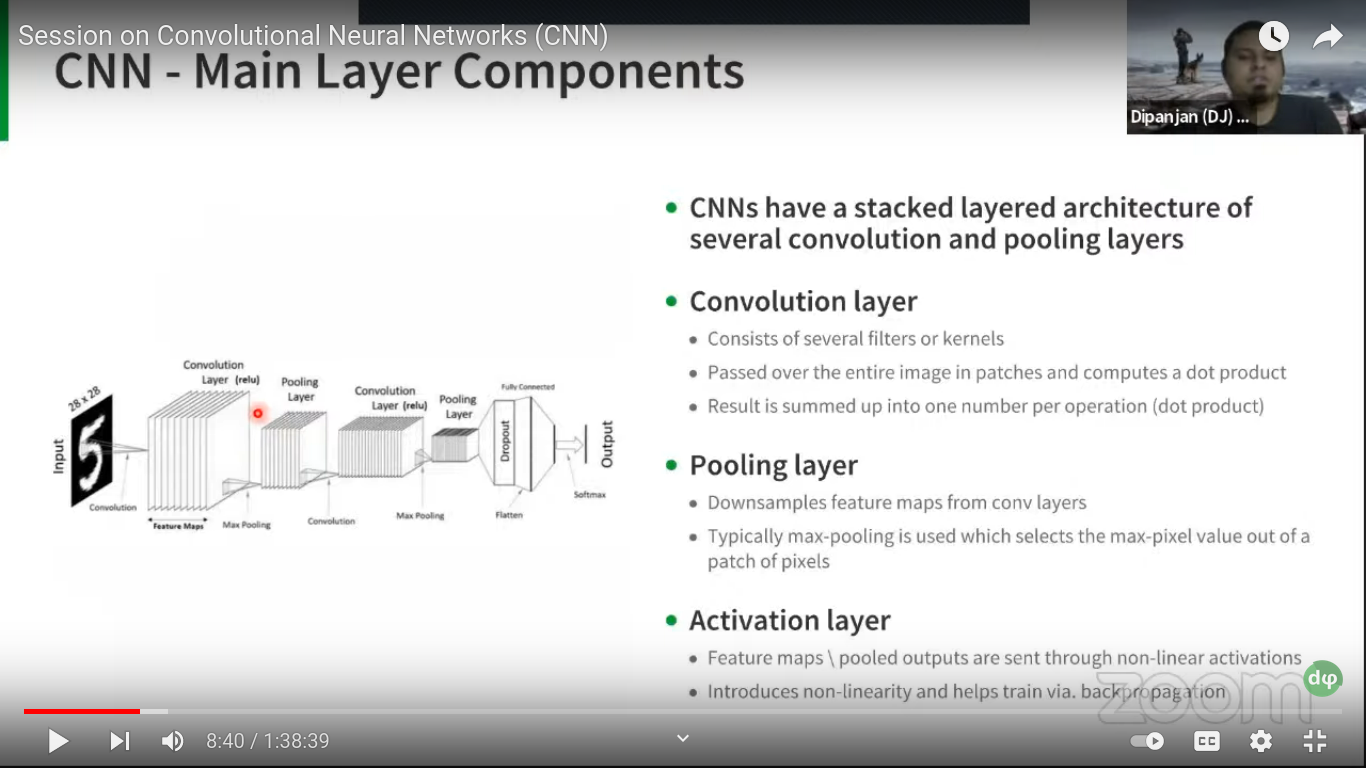 Session on Convolutional Neural Networks (CNN)
CNN - Main Layer Components
Dipanjan (DJ) ...
CNNs have a stacked layered architecture of
several convolution and pooling layers
Convolution layer
Consists of several filters or kernels
Passed over the entire image in patches and computes a dot product
Result is summed up into one number per operation (dot product)
Pooling layer
Downsamples feature maps from conv layers
Typically max-pooling is used which selects the max-pixel value out of a
patch of pixels
Activation layer
Feature maps \ pooled outputs are sent through non-linear activations
Introduces non-linearity and helps train via. backpropagation
Input
28 x 28
5
Convolution
Convolution
Layer (relu)
Feature Maps
Max Pooling
Pooling
Layer
Convolution
Convolution
Layer (relu)
Max Pooling
Pooling
Layer
Fully Connected
Dropout
Flatten
Softmax
Output
zoom
dφ
8:40 / 1:38:39
CC